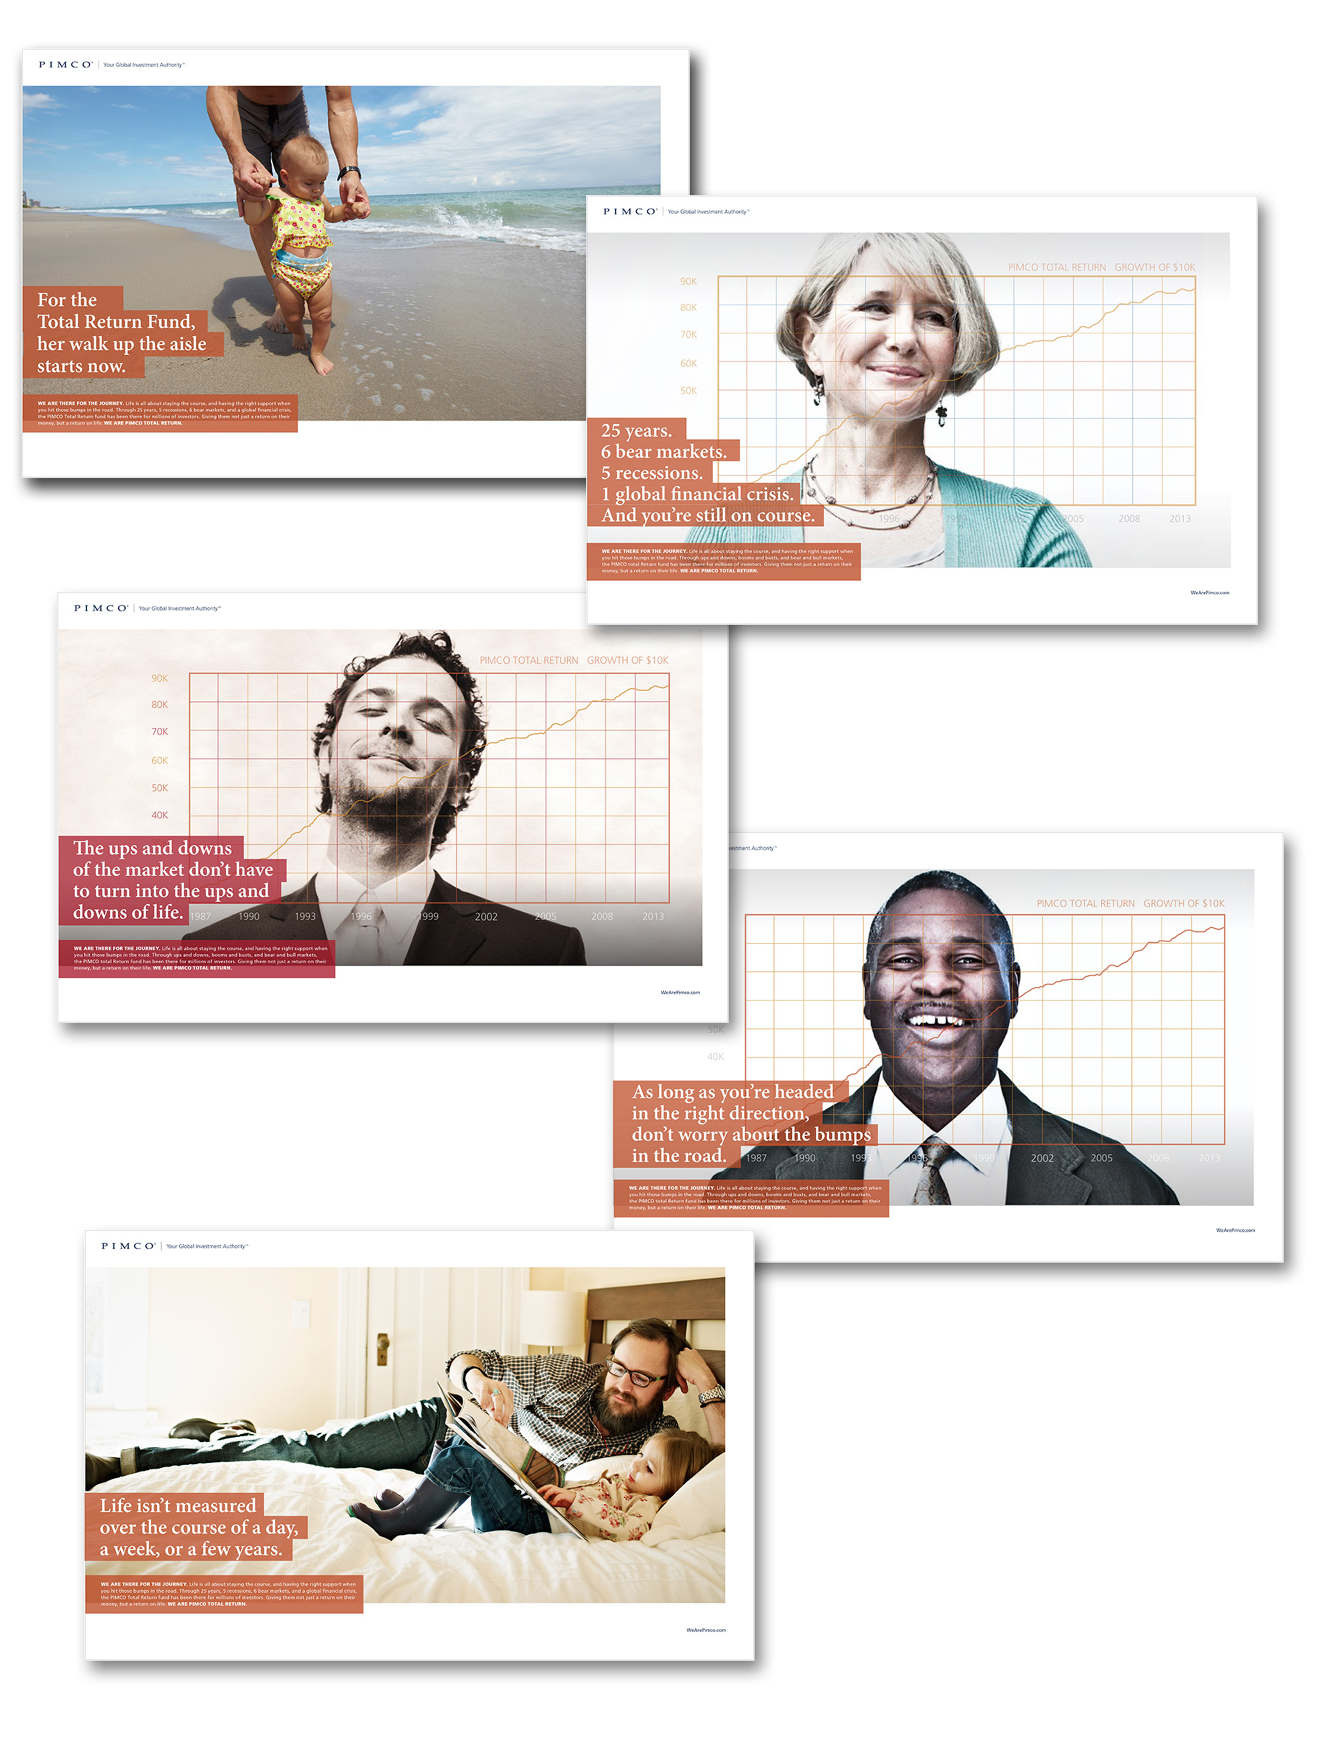 PIMCO® | Your Global Investment Authority™
For the
Total Return Fund,
her walk up the aisle
starts now.
WE ARE THERE FOR THE JOURNEY. Life is all about staying the course, and having the right support when
you hit those bumps in the road. Through 25 years, 5 recessions, 6 bear markets, and a global financial crisis,
the PIMCO Total Return fund has been there for millions of investors. Giving them not just a return on their
money, but a return on life. WE ARE PIMCO TOTAL RETURN.
PIMCO® | Your Global Investment Authority™
PIMCO TOTAL RETURN GROWTH OF $10K
90K
80K
70K
60K
50K
25 years.
6 bear markets.
5 recessions.
1 global financial crisis.
And you're still on course.
1996 2005 2008 2013
WE ARE THERE FOR THE JOURNEY. Life is all about staying the course, and having the right support when
you hit those bumps in the road. Through ups and downs, booms and busts, and bear and bull markets,
the PIMCO total Return fund has been there for millions of investors. Giving them not just a return on their
money, but a return on their life. WE ARE PIMCO TOTAL RETURN.
WeArePimco.com
PIMCO® | Your Global Investment Authority™
PIMCO TOTAL RETURN GROWTH OF $10K
90K
80K
70K
60K
50K
40K
The ups and downs
of the market don't have
to turn into the ups and
downs of life.
1987 1990 1993 1996 1999 2002 2005 2008 2013
WE ARE THERE FOR THE JOURNEY. Life is all about staying the course, and having the right support when
you hit those bumps in the road. Through ups and downs, booms and busts, and bear and bull markets,
the PIMCO total Return fund has been there for millions of investors. Giving them not just a return on their
money, but a return on their life. WE ARE PIMCO TOTAL RETURN.
WeArePimco.com
Authority™
PIMCO TOTAL RETURN GROWTH OF $10K
50K
40K
As long as you're headed
in the right direction,
don't worry about the bumps
in the road.
1987 1990 1993 1996 1999 2002 2005 2008 2013
WE ARE THERE FOR THE JOURNEY. Life is all about staying the course, and having the right support when
you hit those bumps in the road. Through ups and downs, booms and busts, and bear and bull markets,
the PIMCO total Return fund has been there for millions of investors. Giving them not just a return on their
money, but a return on their life. WE ARE PIMCO TOTAL RETURN.
WeArePimco.com
PIMCO® | Your Global Investment Authority™
Life isn't measured
over the course of a day,
a week, or a few years.
WE ARE THERE FOR THE JOURNEY. Life is all about staying the course, and having the right support when
you hit those bumps in the road. Through 25 years, 5 recessions, 6 bear markets, and a global financial crisis,
the PIMCO Total Return fund has been there for millions of investors. Giving them not just a return on their
money, but a return on life. WE ARE PIMCO TOTAL RETURN.
WeArePimco.com